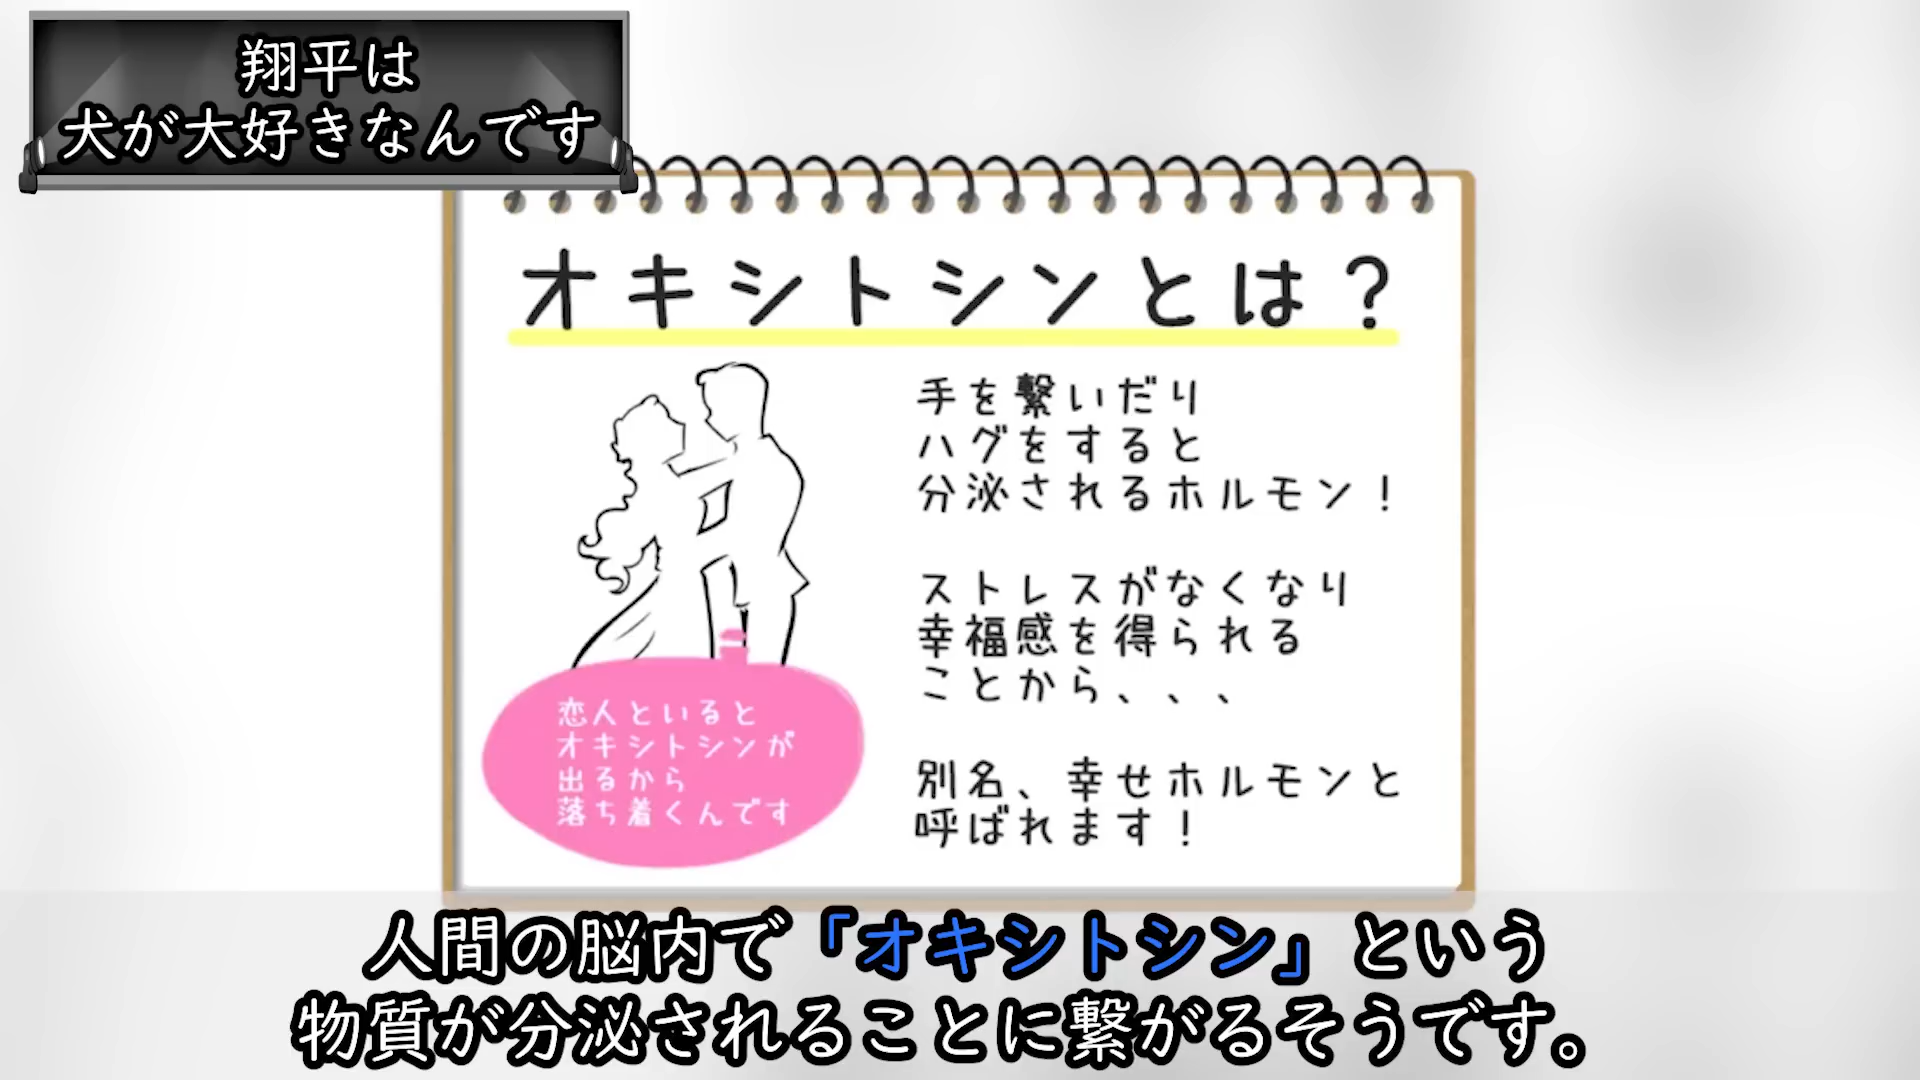 翔平は
犬が大好きなんです
オキシトシンとは？
手を繋いだり
ハグをすると
分泌されるホルモン！
ストレスがなくなり
幸福感を得られる
ことから、、、
別名、幸せホルモンと
呼ばれます！
恋人といると
オキシトシンが
出るから
落ち着くんです
人間の脳内で「オキシトシン」という
物質が分泌されることに繋がるそうです。